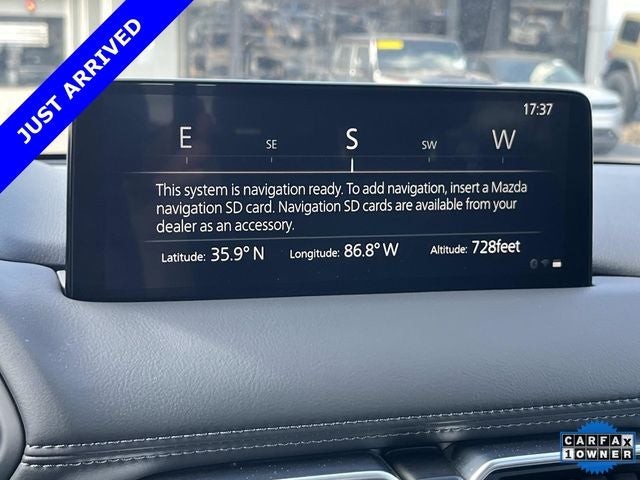 JUST ARRIVED
17:37
E SE S SW W
This system is navigation ready. To add navigation, insert a Mazda
navigation SD card. Navigation SD cards are available from your
dealer as an accessory.
Latitude: 35.9° N Longitude: 86.8° W Altitude: 728feet
CARFAX
1 OWNER